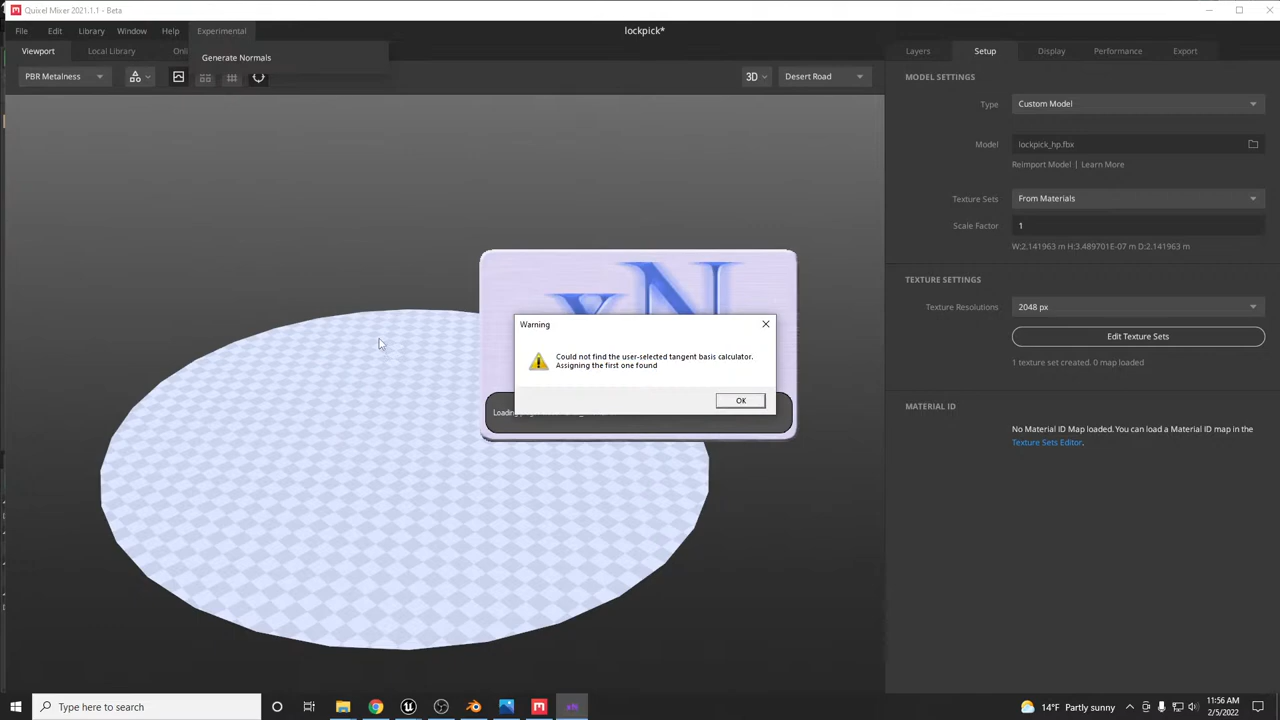 Quixel Mixer 2021.1.1 - Beta
File Edit Library Window Help Experimental
lockpick*
Viewport Local Library Onli
Generate Normals
Layers Setup Display Performance Export
PBR Metalness
3D
Desert Road
MODEL SETTINGS
Type Custom Model
Model lockpick_hp.fbx
Reimport Model | Learn More
Texture Sets From Materials
Scale Factor 1
W:2.141963 m H:3.489701E-07 m D:2.141963 m
TEXTURE SETTINGS
Texture Resolutions 2048 px
Edit Texture Sets
1 texture set created. 0 map loaded
MATERIAL ID
No Material ID Map loaded. You can load a Material ID map in the
Texture Sets Editor.
xN
Warning
Could not find the user-selected tangent basis calculator.
Assigning the first one found
OK
Type here to search
14°F Partly sunny
11:56 AM
2/5/2022